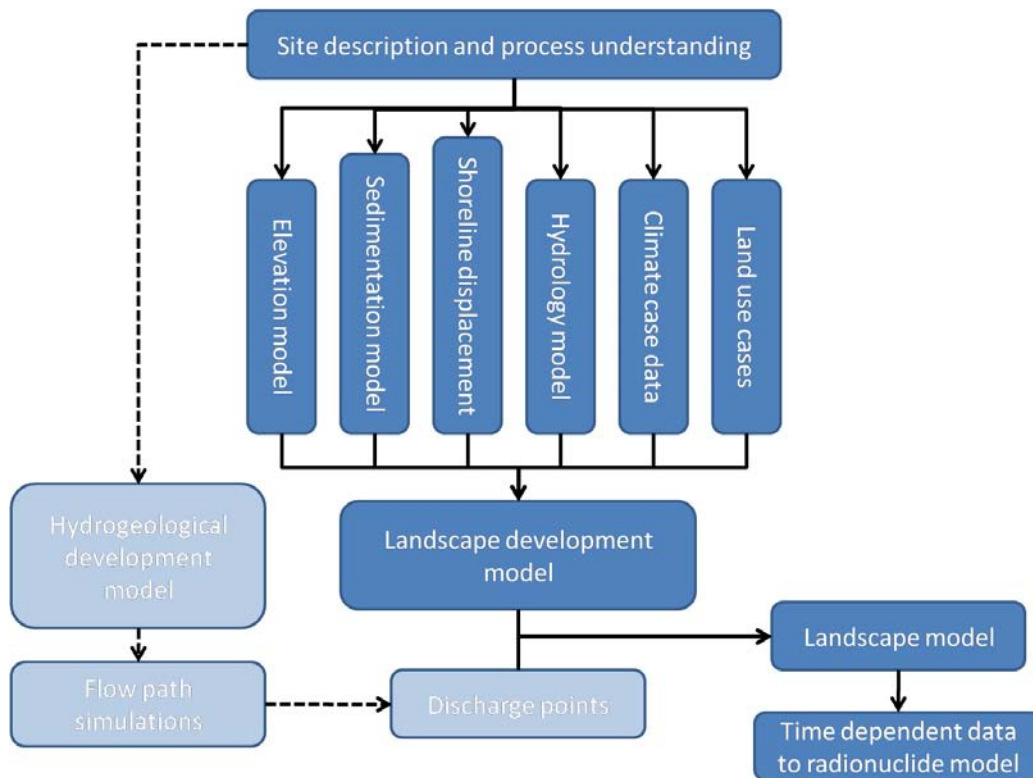 Site description and process understanding
Elevation model
Sedimentation model
Shoreline displacement
Hydrology model
Climate case data
Land use cases
Hydrogeological
development
model
Landscape development
model
Landscape model
Flow path
simulations
Discharge points
Time dependent data
to radionuclide model